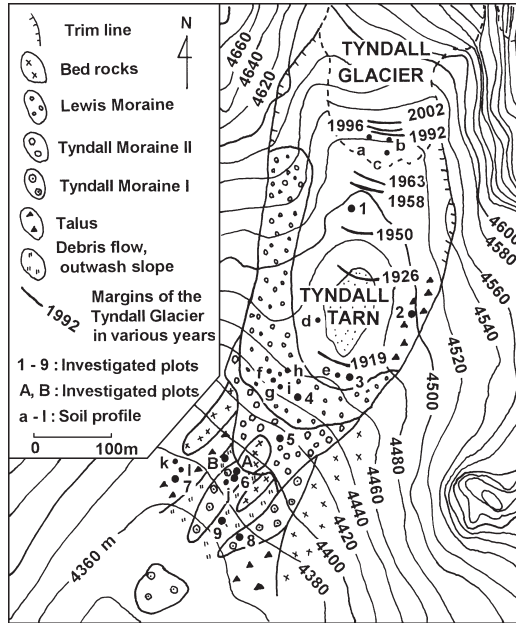 N
Trim line
Bed rocks
Lewis Moraine
Tyndall Moraine II
Tyndall Moraine I
Talus
Debris flow,
outwash slope
1992
Margins of the
Tyndall Glacier
in various years
1 - 9 : Investigated plots
A, B : Investigated plots
a - l : Soil profile
0 100m
TYNDALL
GLACIER
4660
4640
4620
2002
1996
1992
a
b
c
1963
1958
1
1950
1926
TYNDALL
TARN
d
2
1919
e
3
f
h
g
i
4
5
k
l
B
A
7
6
j
9
8
4600
4580
4560
4540
4520
4500
4480
4460
4440
4420
4400
4380
4360 m